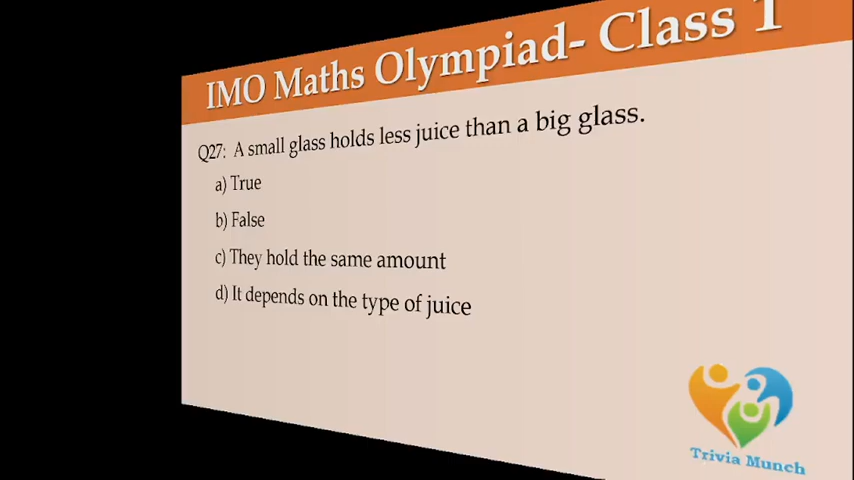 IMO Maths Olympiad- Class 1
Q27: A small glass holds less juice than a big glass.
a) True
b) False
c) They hold the same amount
d) It depends on the type of juice
Trivia Munch